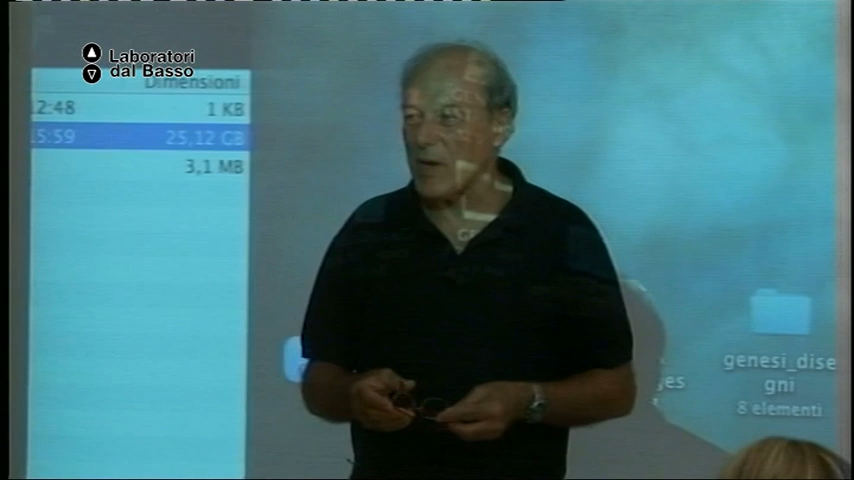 Laboratori
dal Basso
Dimensioni
12:48 1 KB
15:59 25,12 GB
3,1 MB
genesi_dise
gni
8 elementi